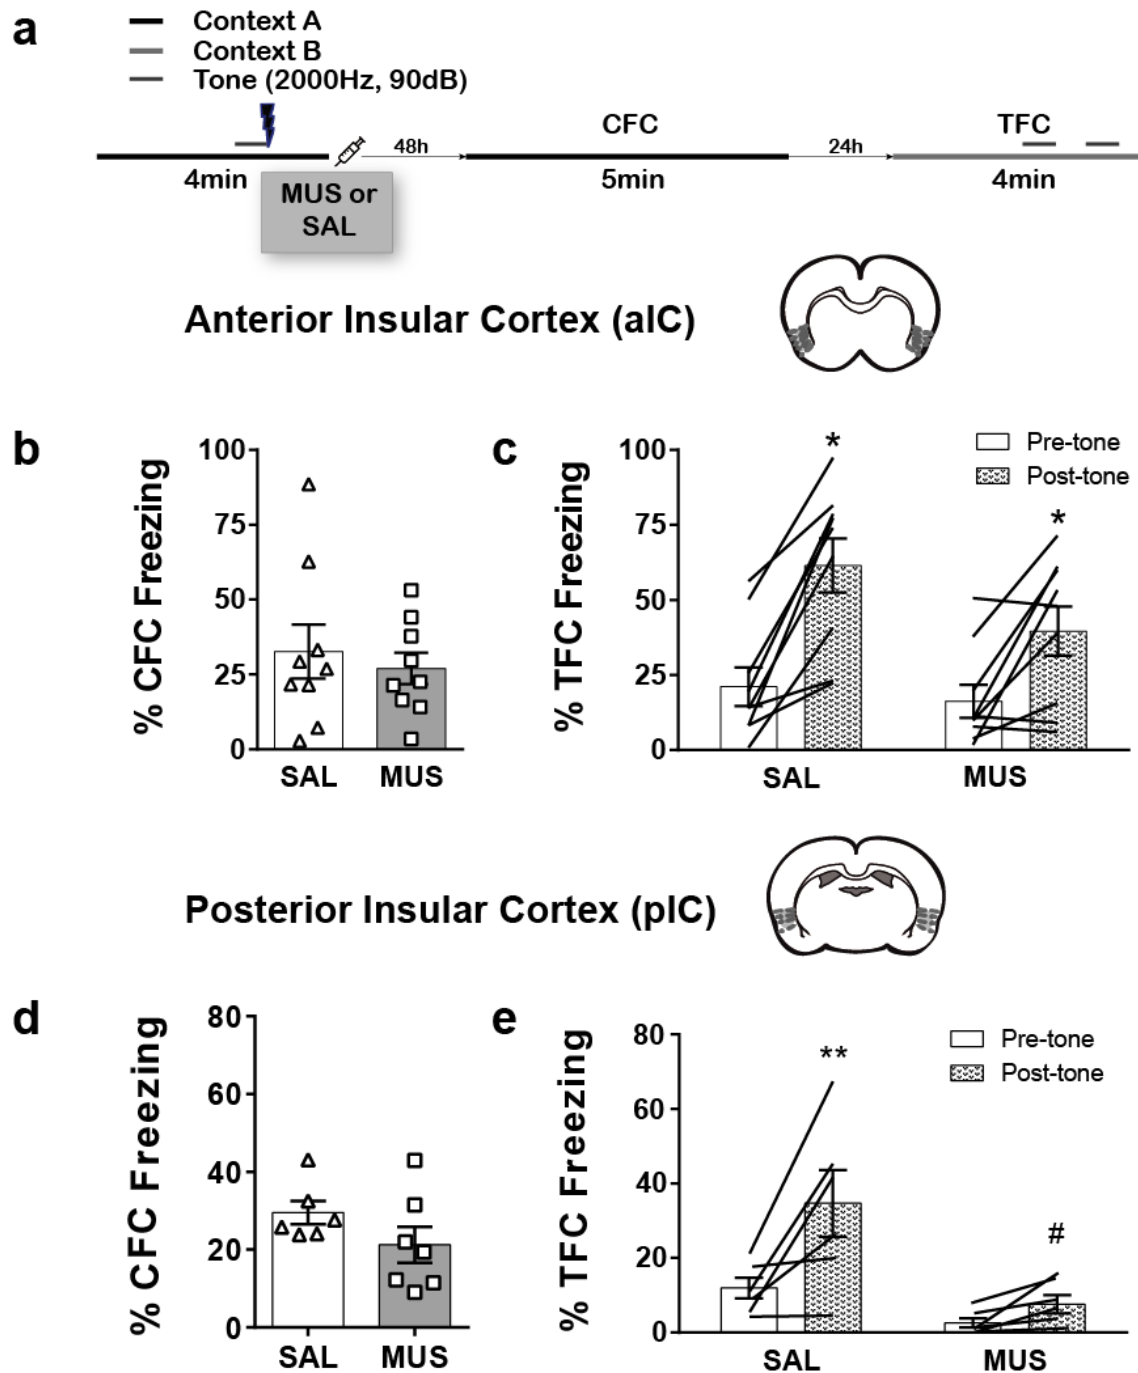 a
Context A
Context B
Tone (2000Hz, 90dB)
48h
CFC
24h
TFC
4min
5min
4min
MUS or
SAL
Anterior Insular Cortex (aIC)
b
% CFC Freezing
100
75
50
25
0
SAL
MUS
c
% TFC Freezing
100
75
50
25
0
*
*
Pre-tone
Post-tone
SAL
MUS
Posterior Insular Cortex (pIC)
d
% CFC Freezing
80
60
40
20
0
SAL
MUS
e
% TFC Freezing
80
60
40
20
0
**
#
Pre-tone
Post-tone
SAL
MUS